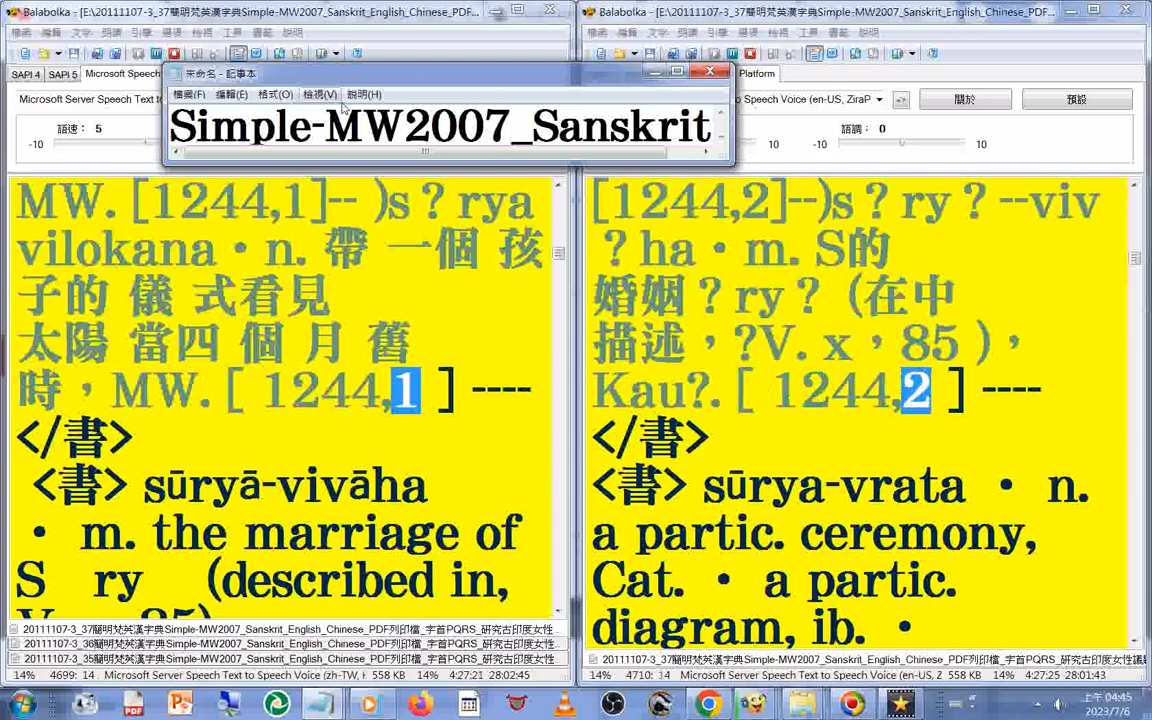 Balabolka - [E:\20111107-3_37簡明梵英漢字典Simple-MW2007_Sanskrit_English_Chinese_PDF...
Balabolka - [E:\20111107-3_37簡明梵英漢字典Simple-MW2007_Sanskrit_English_Chinese_PDF...
SAPI 4 SAPI 5 Microsoft Speech
Platform
Microsoft Server Speech Text to
Speech Voice (en-US, ZiraP
關於
預設
語速： 5
-10
10
語調： 0
-10
10
未命名 - 記事本
檔案(F) 編輯(E) 格式(O) 檢視(V) 說明(H)
Simple-MW2007_Sanskrit
MW. [1244,1]-- )s？rya
vilokana • n. 帶 一個 孩
子的 儀 式看見
太陽 當四 個 月 舊
時，MW. [ 1244,1 ] ----
</書>
<書> sūryā-vivāha
• m. the marriage of
S ry (described in,
[1244,2]--)s？ry？--viv
？ha • m. S的
婚姻？ry？ (在中
描述，?V. x，85 )，
Kau?. [ 1244,2 ] ----
</書>
<書> sūrya-vrata • n.
a partic. ceremony,
Cat. • a partic.
diagram, ib. •
20111107-3_37簡明梵英漢字典Simple-MW2007_Sanskrit_English_Chinese_PDF列印檔_字首PQRS_研究古印度女性
20111107-3_36簡明梵英漢字典Simple-MW2007_Sanskrit_English_Chinese_PDF列印檔_字首PQRS_研究古印度女性
20111107-3_35簡明梵英漢字典Simple-MW2007_Sanskrit_English_Chinese_PDF列印檔_字首PQRS_研究古印度女性
20111107-3_37簡明梵英漢字典Simple-MW2007_Sanskrit_English_Chinese_PDF列印檔_字首PQRS_研究古印度女性議
14% 4699: 14 Microsoft Server Speech Text to Speech Voice (zh-TW, H 558 KB 14% 4:27:21 28:02:45
14% 4710: 14 Microsoft Server Speech Text to Speech Voice (en-US, Z 558 KB 14% 4:27:25 28:01:43
上午 04:45
2023/7/6